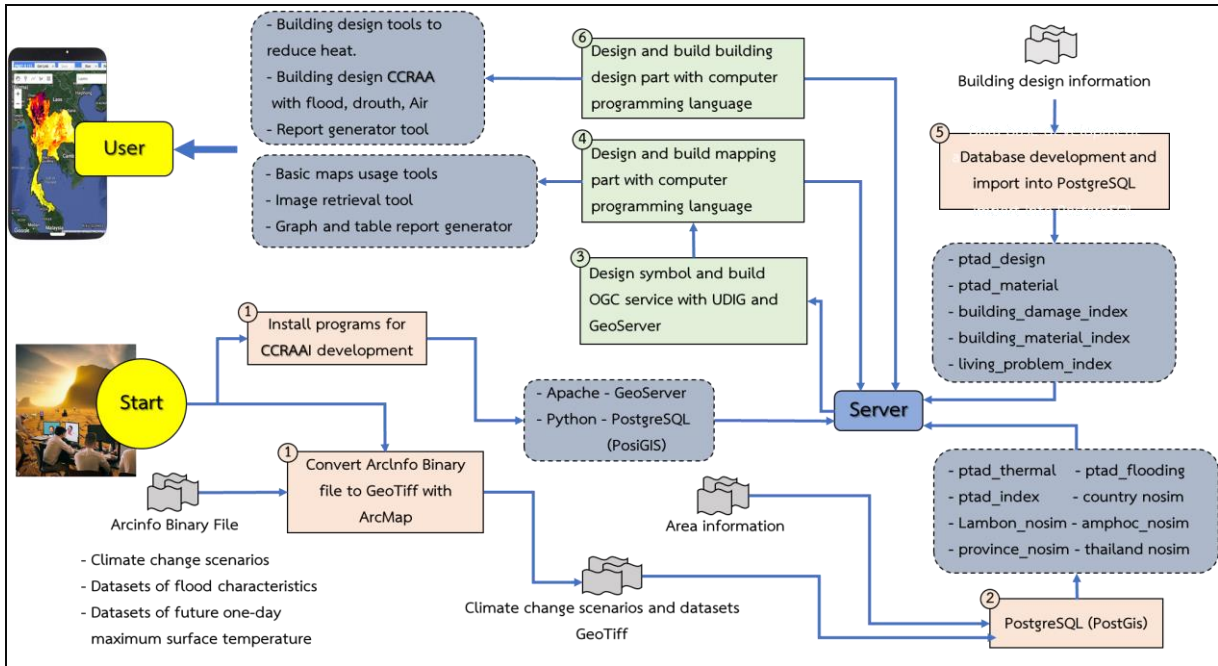 - Building design tools to
reduce heat.
- Building design CCRAA
with flood, drouth, Air
- Report generator tool
6
Design and build building
design part with computer
programming language
Building design information
User
- Basic maps usage tools
- Image retrieval tool
- Graph and table report generator
4
Design and build mapping
part with computer
programming language
5
Database development and
import into PostgreSQL
3
Design symbol and build
OGC service with UDIG and
GeoServer
- ptad_design
- ptad_material
- building_damage_index
- building_material_index
- living_problem_index
1
Install programs for
CCRAAI development
Start
- Apache - GeoServer
- Python - PostgreSQL
(PosiGIS)
Server
1
Convert ArcInfo Binary
file to GeoTiff with
ArcMap
Arcinfo Binary File
- Climate change scenarios
- Datasets of flood characteristics
- Datasets of future one-day
maximum surface temperature
Area information
- ptad_thermal - ptad_flooding
- ptad_index - country nosim
- Lambon_nosim - amphoc_nosim
- province_nosim - thailand nosim
Climate change scenarios and datasets
GeoTiff
2
PostgreSQL (PostGis)